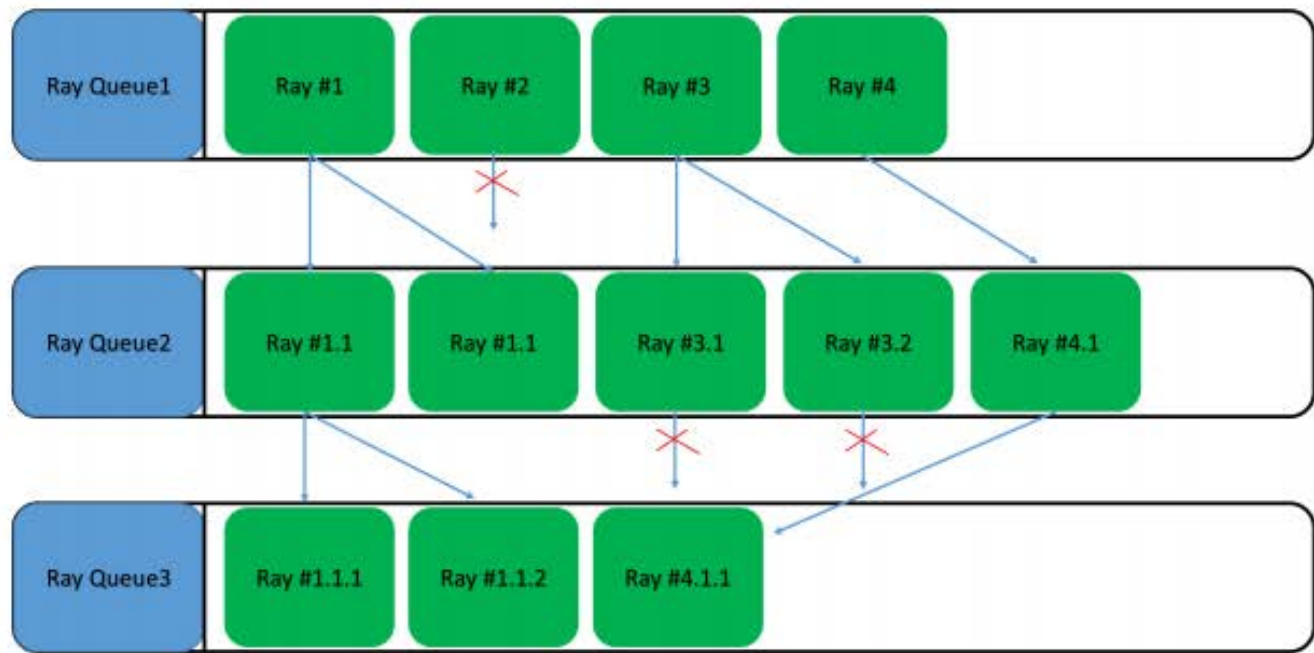 Ray Queue1
Ray #1
Ray #2
Ray #3
Ray #4
Ray Queue2
Ray #1.1
Ray #1.1
Ray #3.1
Ray #3.2
Ray #4.1
Ray Queue3
Ray #1.1.1
Ray #1.1.2
Ray #4.1.1